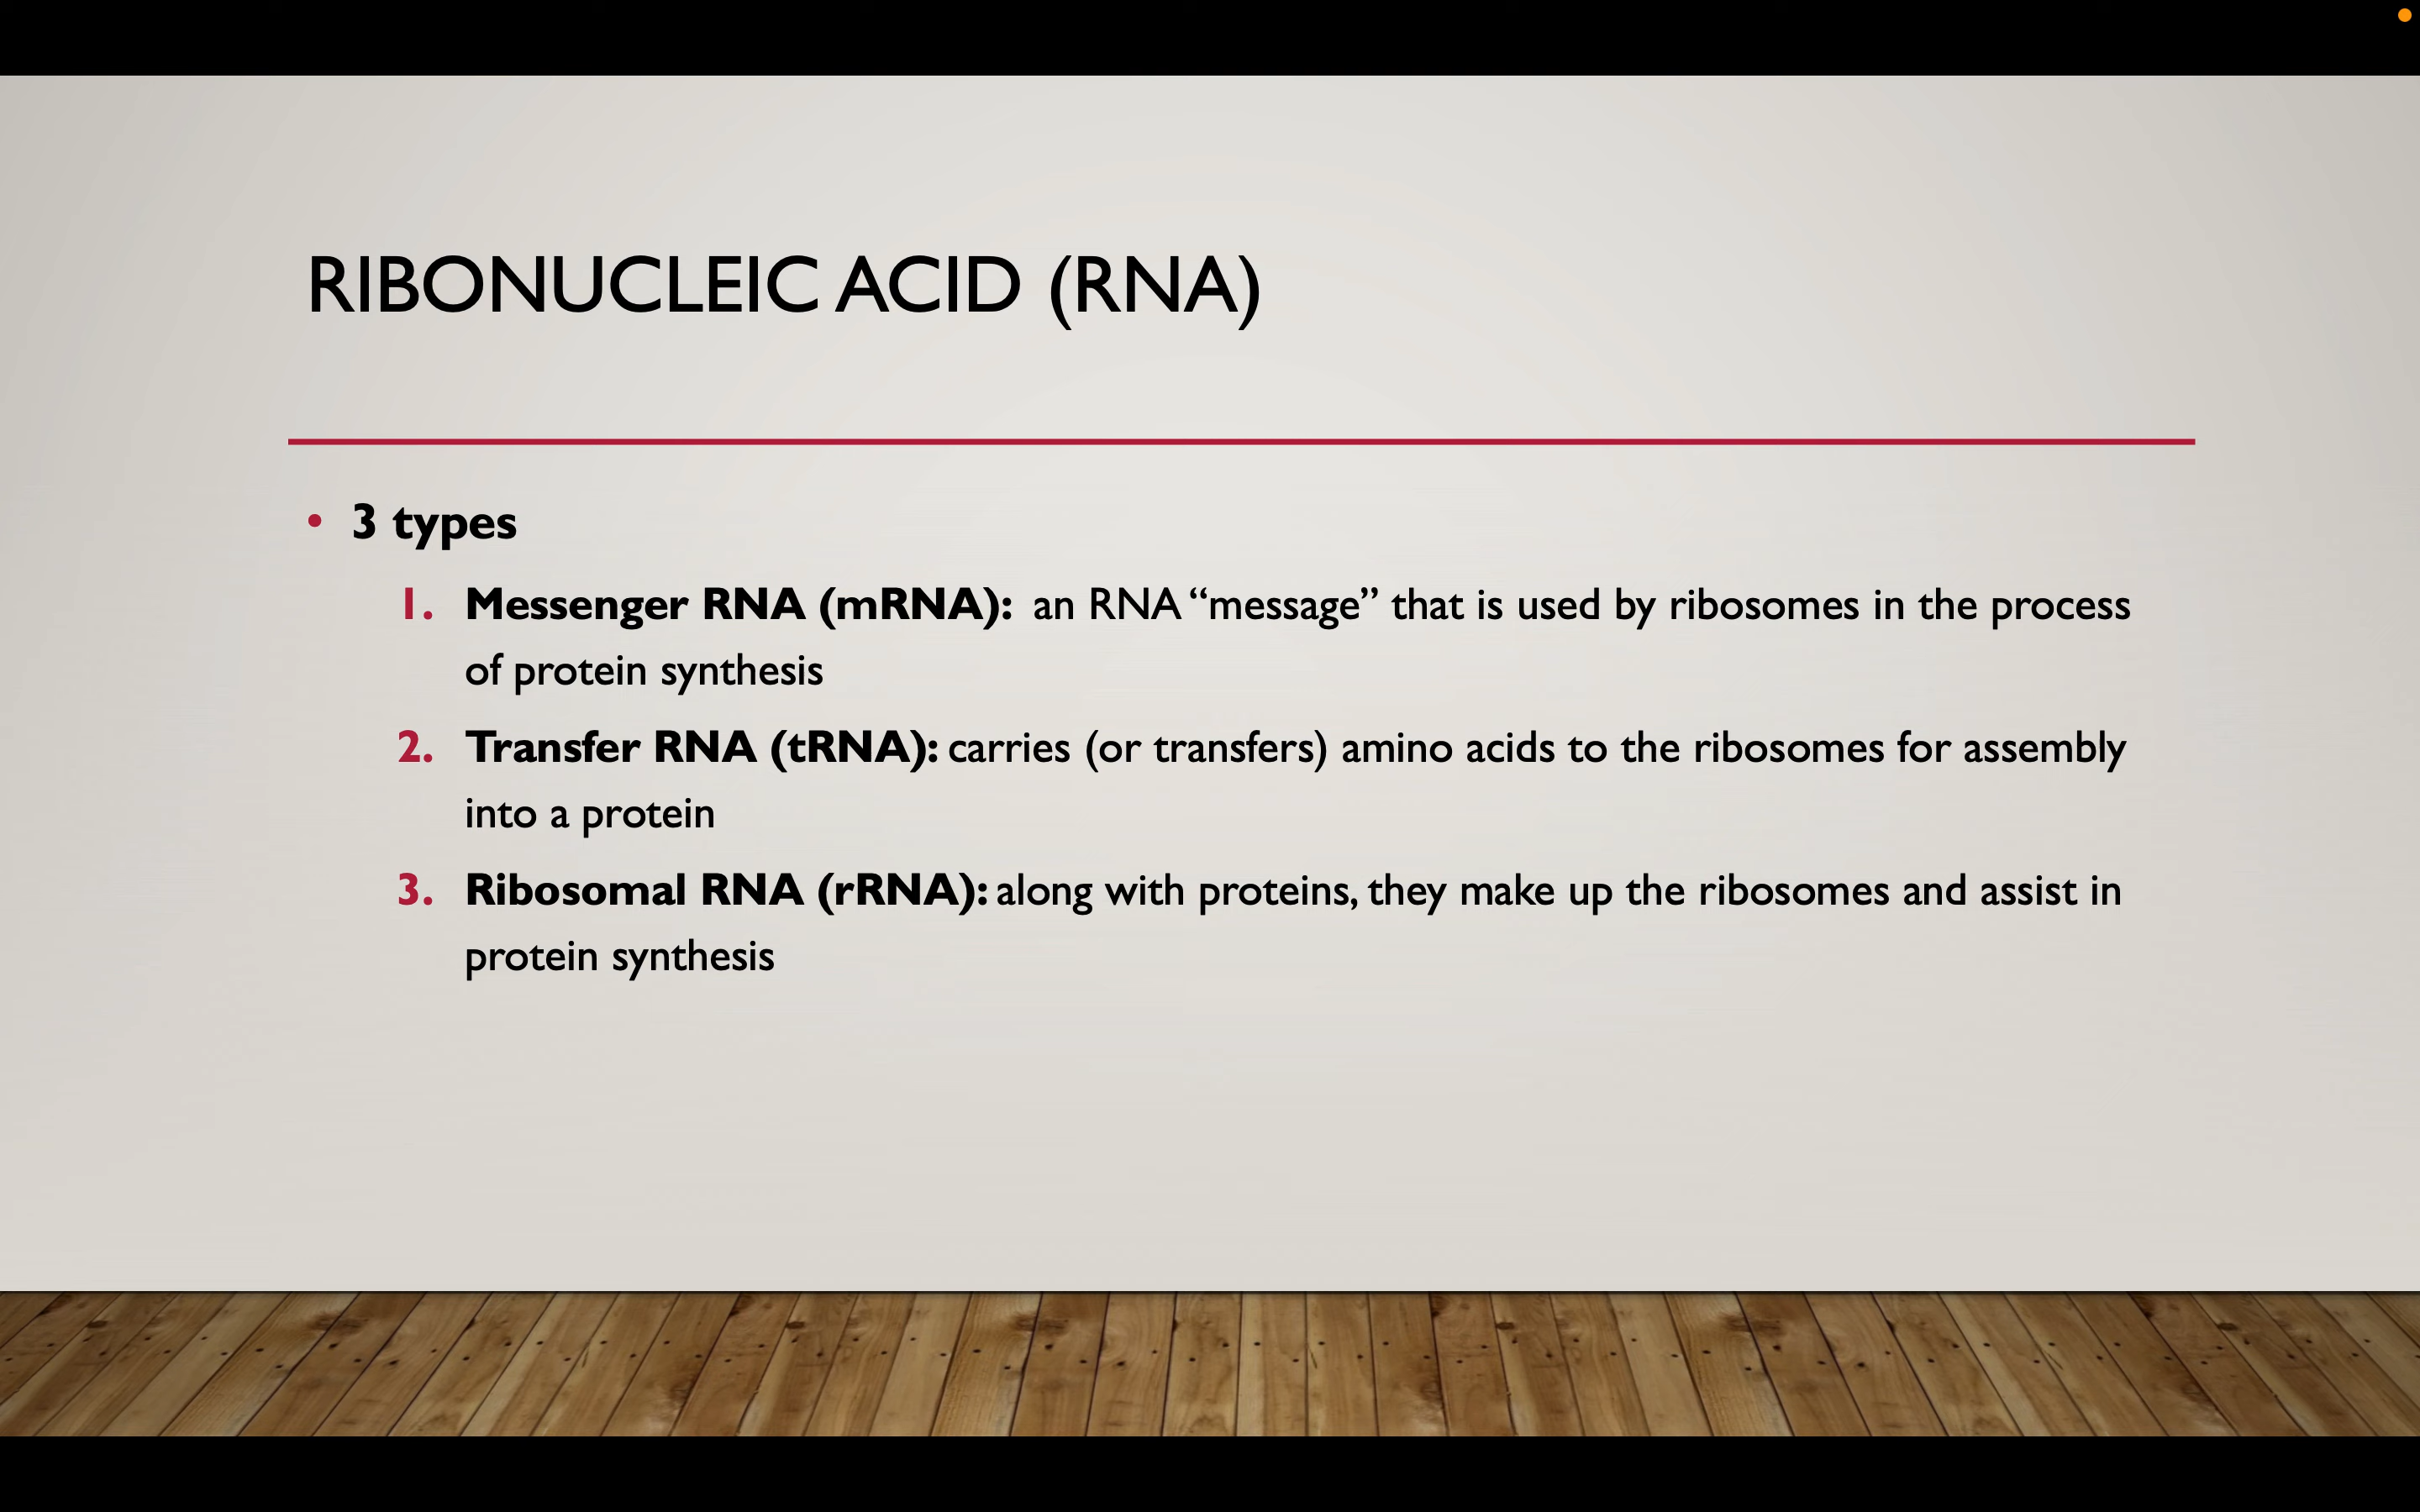 RIBONUCLEIC ACID (RNA)
• 3 types
1. Messenger RNA (mRNA): an RNA “message” that is used by ribosomes in the process
of protein synthesis
2. Transfer RNA (tRNA): carries (or transfers) amino acids to the ribosomes for assembly
into a protein
3. Ribosomal RNA (rRNA): along with proteins, they make up the ribosomes and assist in
protein synthesis